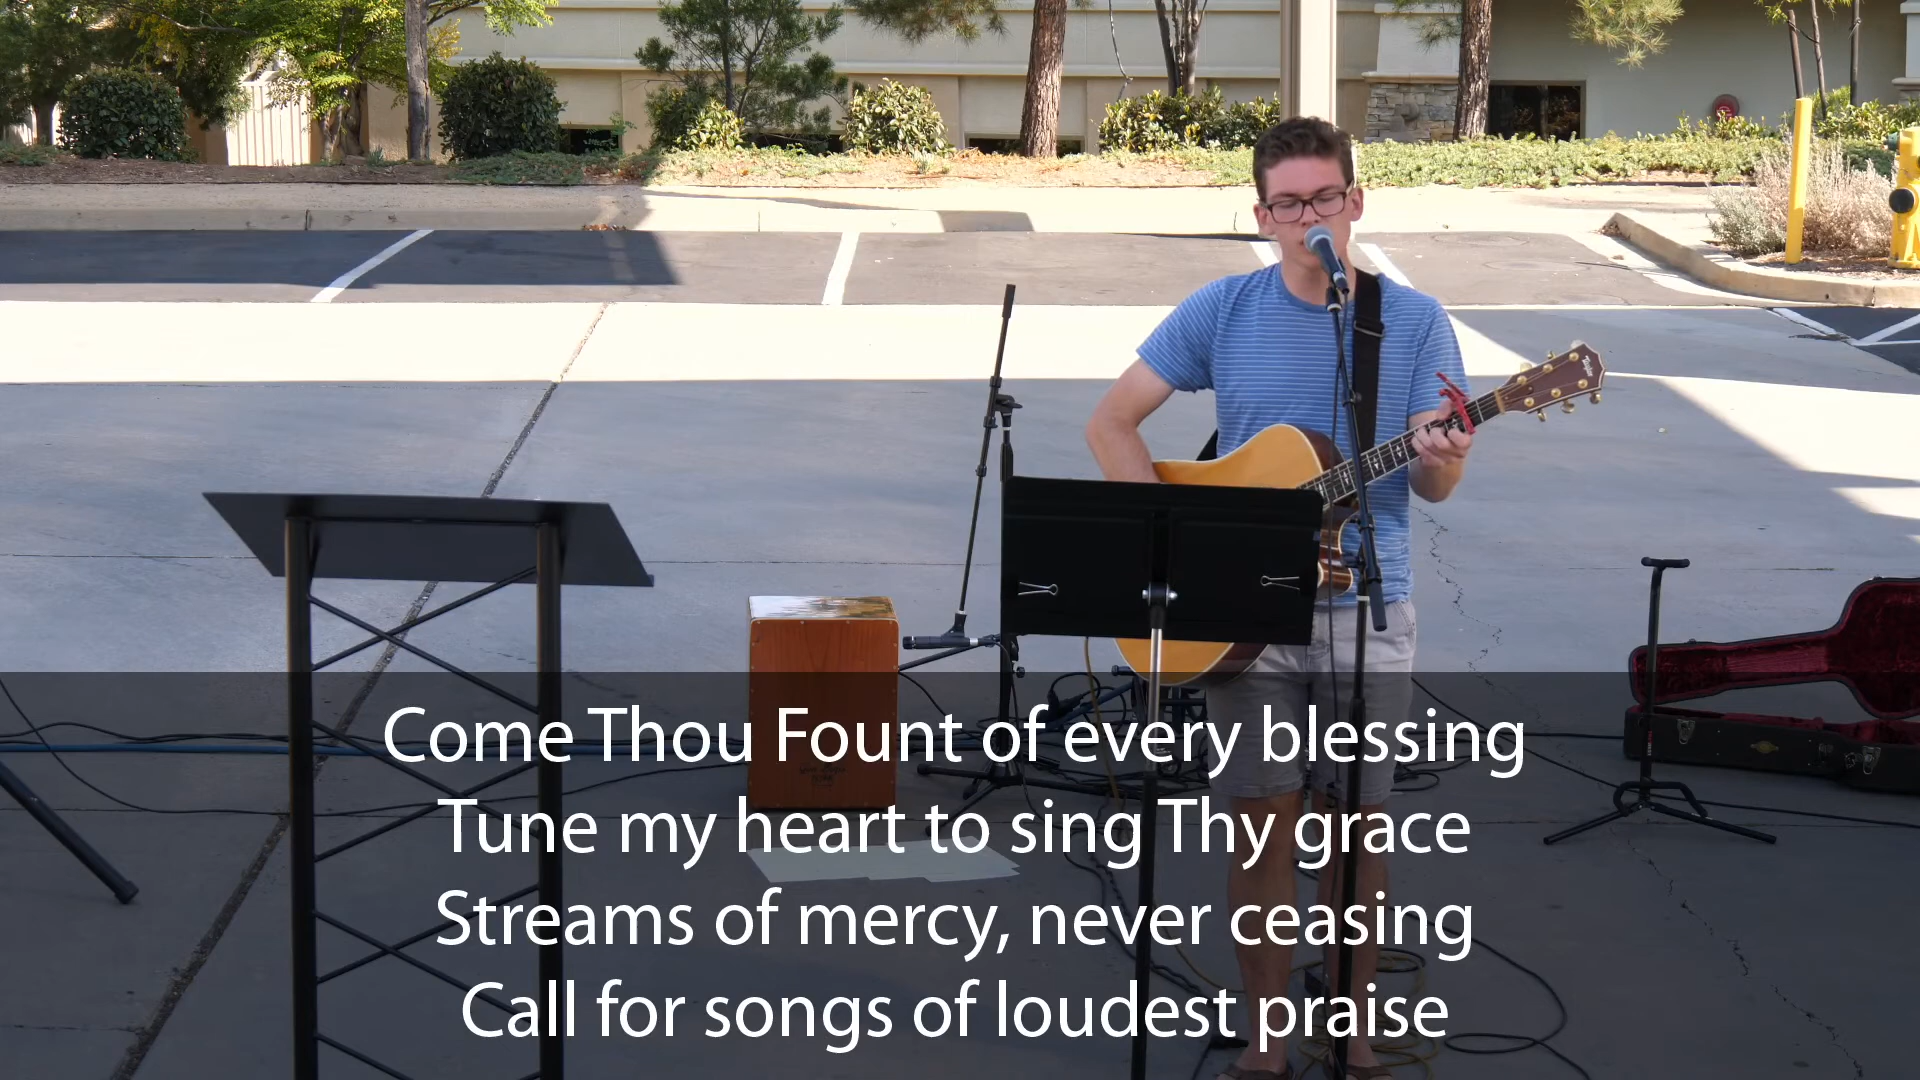 Come Thou Fount of every blessing
Tune my heart to sing Thy grace
Streams of mercy, never ceasing
Call for songs of loudest praise
Taylor